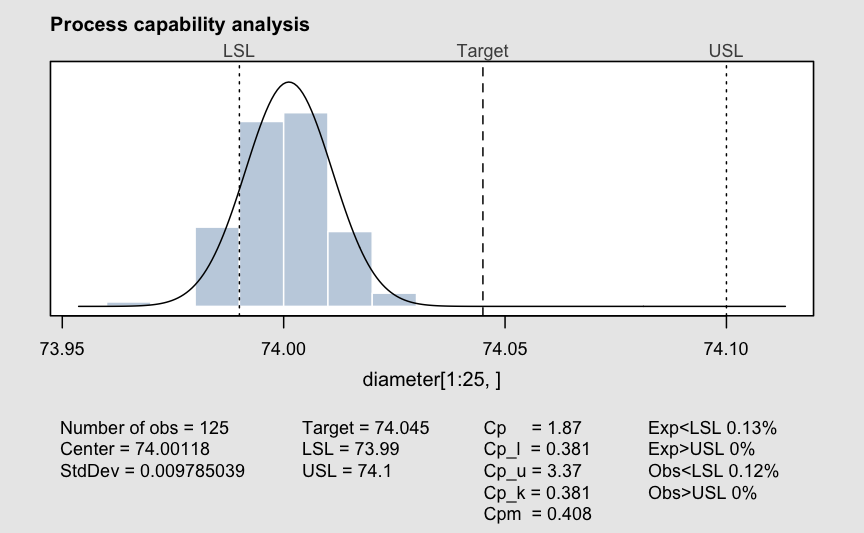 Process capability analysis
LSL Target USL
73.95 74.00 74.05 74.10
diameter[1:25, ]
Number of obs = 125 Target = 74.045 Cp = 1.87 Exp<LSL 0.13%
Center = 74.00118 LSL = 73.99 Cp_l = 0.381 Exp>USL 0%
StdDev = 0.009785039 USL = 74.1 Cp_u = 3.37 Obs<LSL 0.12%
Cp_k = 0.381 Obs>USL 0%
Cpm = 0.408